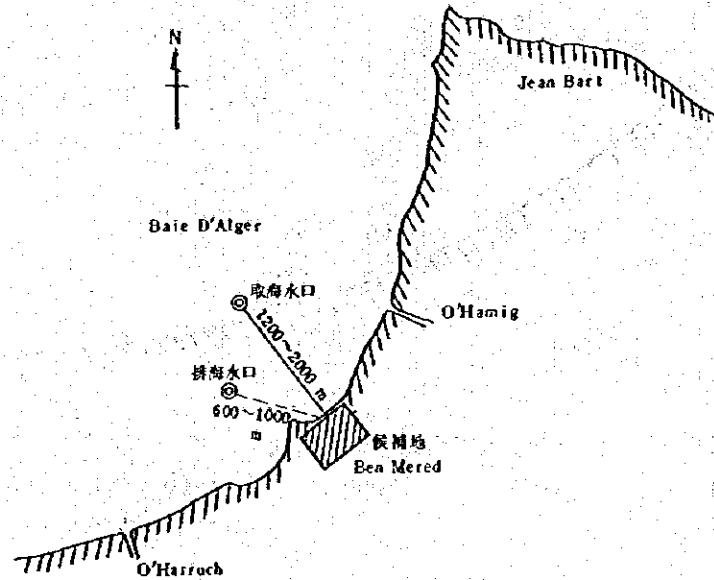 N
Jean Bart
Baie D'Alger
取海水口
O'Hamig
1200~2000 m
排海水口
600~1000
m
候補地
Ben Mered
O'Harruch